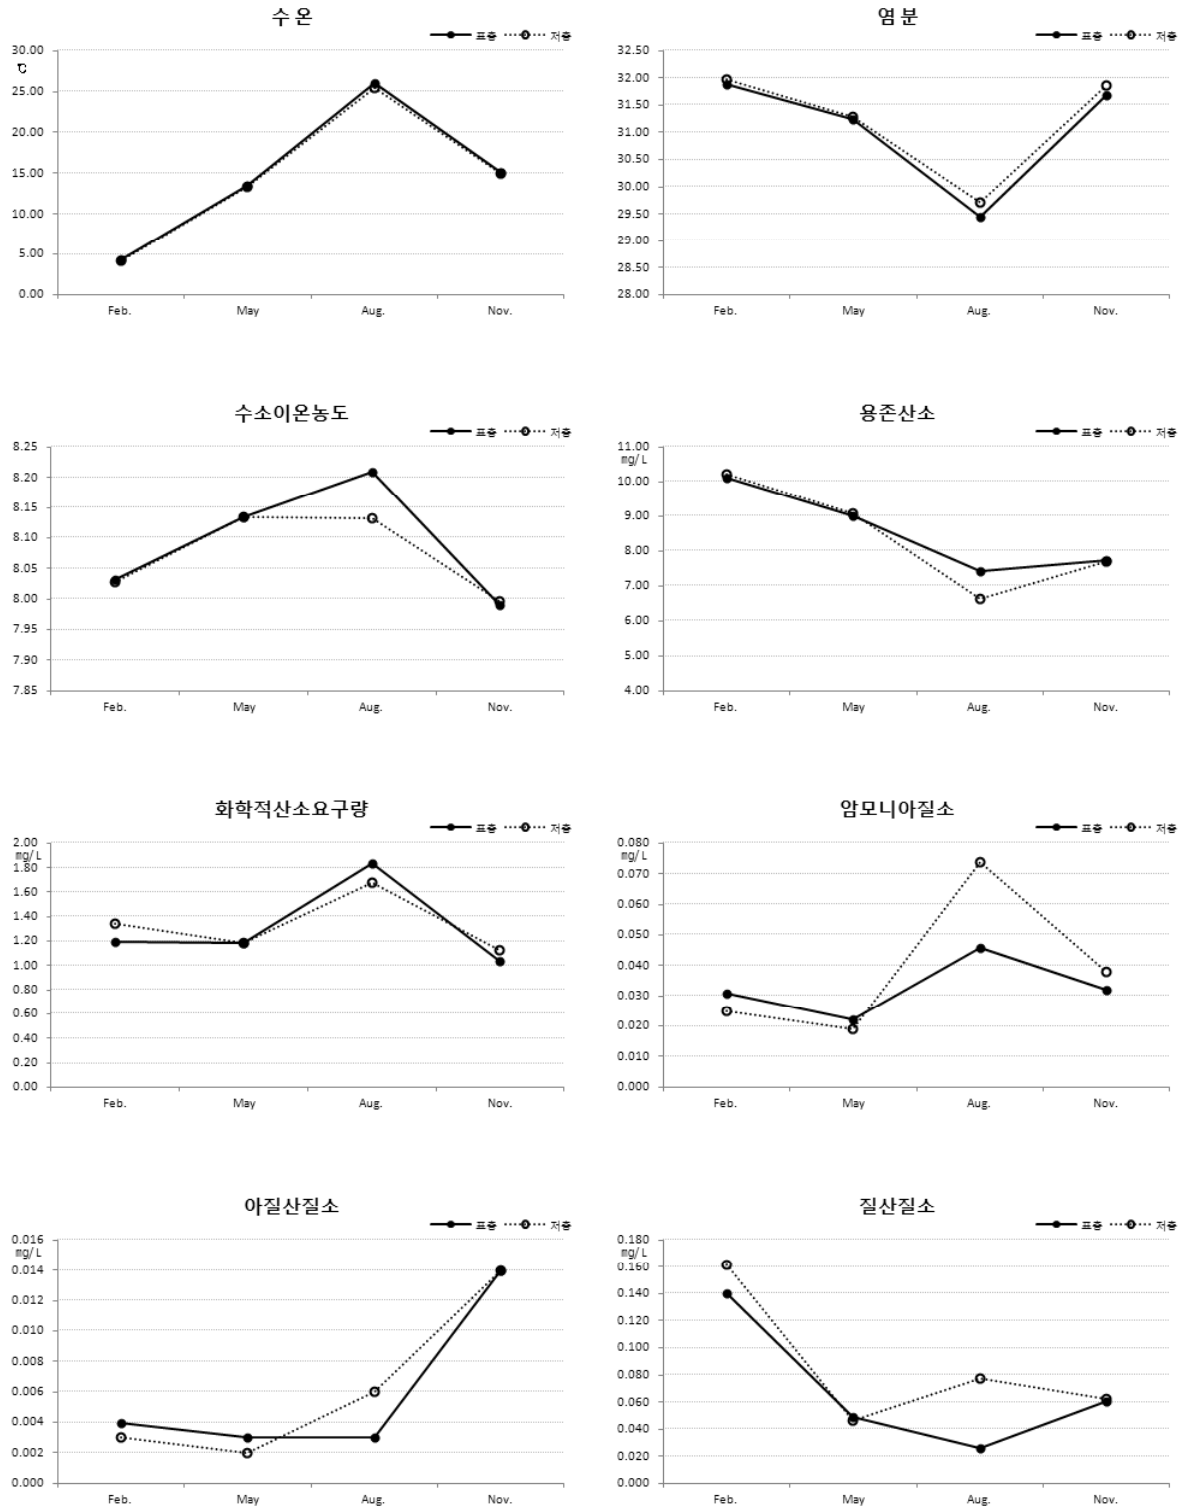 수 온
표층 저층
30.00
℃
25.00
20.00
15.00
10.00
5.00
0.00
Feb. May Aug. Nov.
염 분
표층 저층
32.50
32.00
31.50
31.00
30.50
30.00
29.50
29.00
28.50
28.00
Feb. May Aug. Nov.
수소이온농도
표층 저층
8.25
8.20
8.15
8.10
8.05
8.00
7.95
7.90
7.85
Feb. May Aug. Nov.
용존산소
표층 저층
11.00
mg/L
10.00
9.00
8.00
7.00
6.00
5.00
4.00
Feb. May Aug. Nov.
화학적산소요구량
표층 저층
2.00
mg/L
1.80
1.60
1.40
1.20
1.00
0.80
0.60
0.40
0.20
0.00
Feb. May Aug. Nov.
암모니아질소
표층 저층
0.080
mg/L
0.070
0.060
0.050
0.040
0.030
0.020
0.010
0.000
Feb. May Aug. Nov.
아질산질소
표층 저층
0.016
mg/L
0.014
0.012
0.010
0.008
0.006
0.004
0.002
0.000
Feb. May Aug. Nov.
질산질소
표층 저층
0.180
mg/L
0.160
0.140
0.120
0.100
0.080
0.060
0.040
0.020
0.000
Feb. May Aug. Nov.